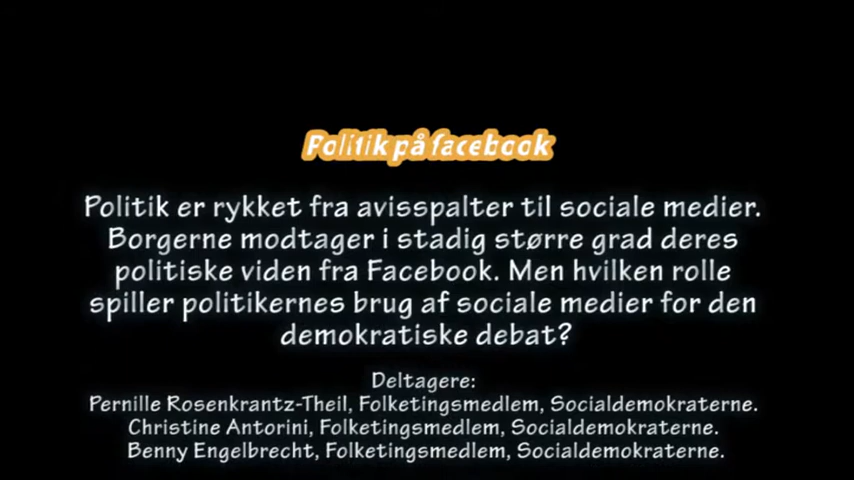 Politik på facebook
Politik er rykket fra avisspalter til sociale medier.
Borgerne modtager i stadig større grad deres
politiske viden fra Facebook. Men hvilken rolle
spiller politikernes brug af sociale medier for den
demokratiske debat?
Deltagere:
Pernille Rosenkrantz-Theil, Folketingsmedlem, Socialdemokraterne.
Christine Antorini, Folketingsmedlem, Socialdemokraterne.
Benny Engelbrecht, Folketingsmedlem, Socialdemokraterne.